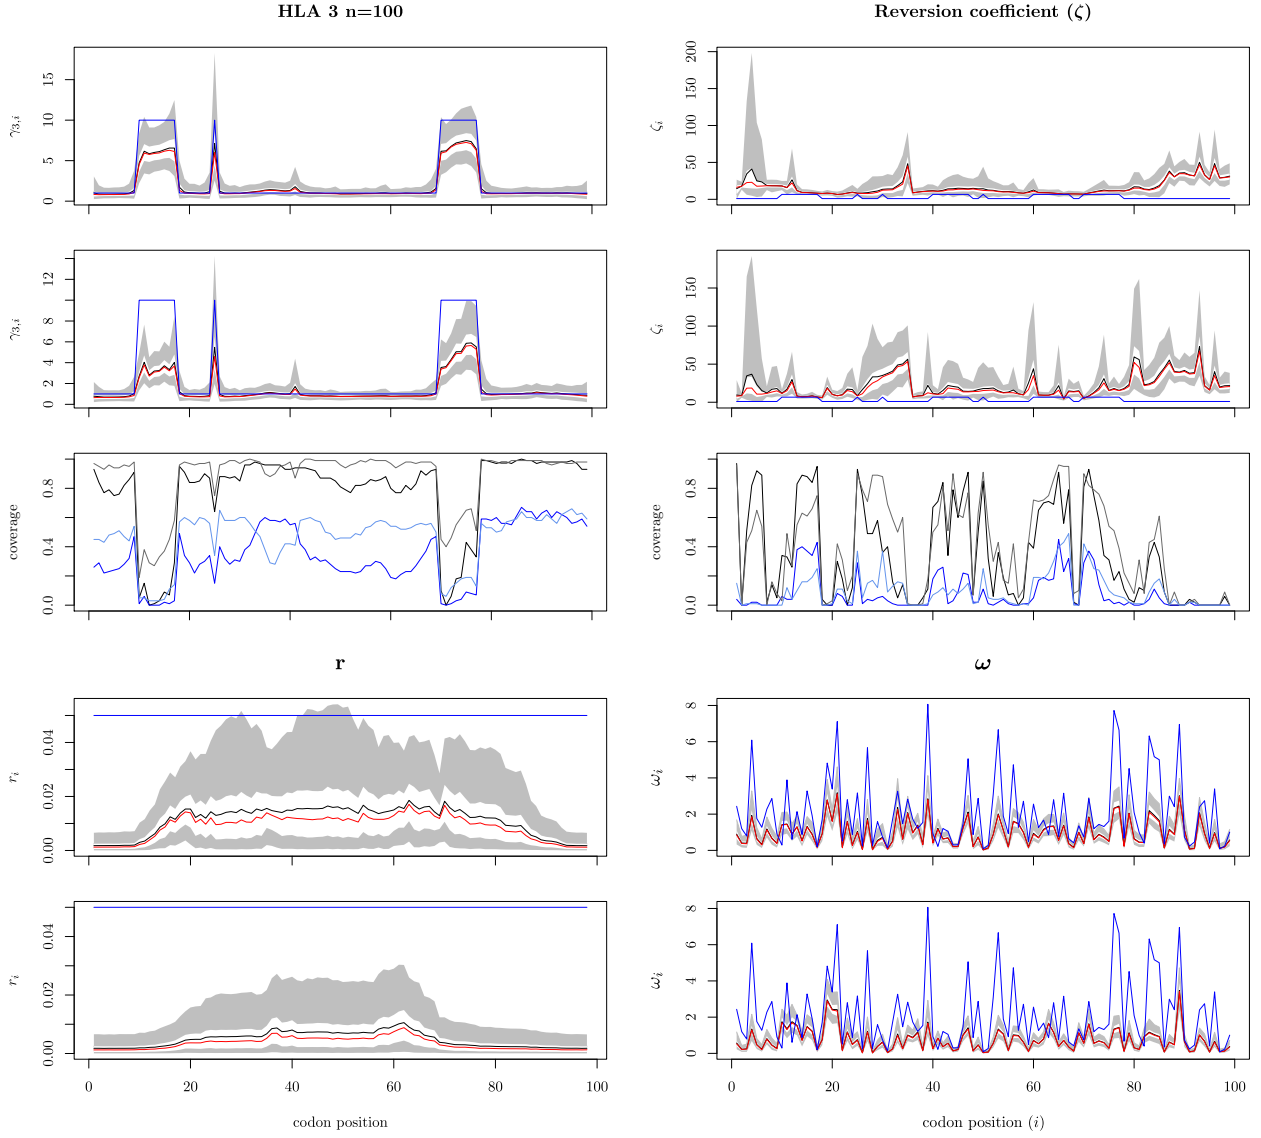 HLA 3 n=100
γ3,i
0 5 10 15
γ3,i
0 2 4 6 8 12
coverage
0.0 0.4 0.8
r
ri
0.00 0.02 0.04
ri
0.00 0.02 0.04
0 20 40 60 80 100
codon position
Reversion coefficient (ζ)
ζi
0 50 100 150 200
ζi
0 50 100 150
coverage
0.0 0.4 0.8
ω
ωi
0 2 4 6 8
ωi
0 2 4 6 8
0 20 40 60 80 100
codon position (i)